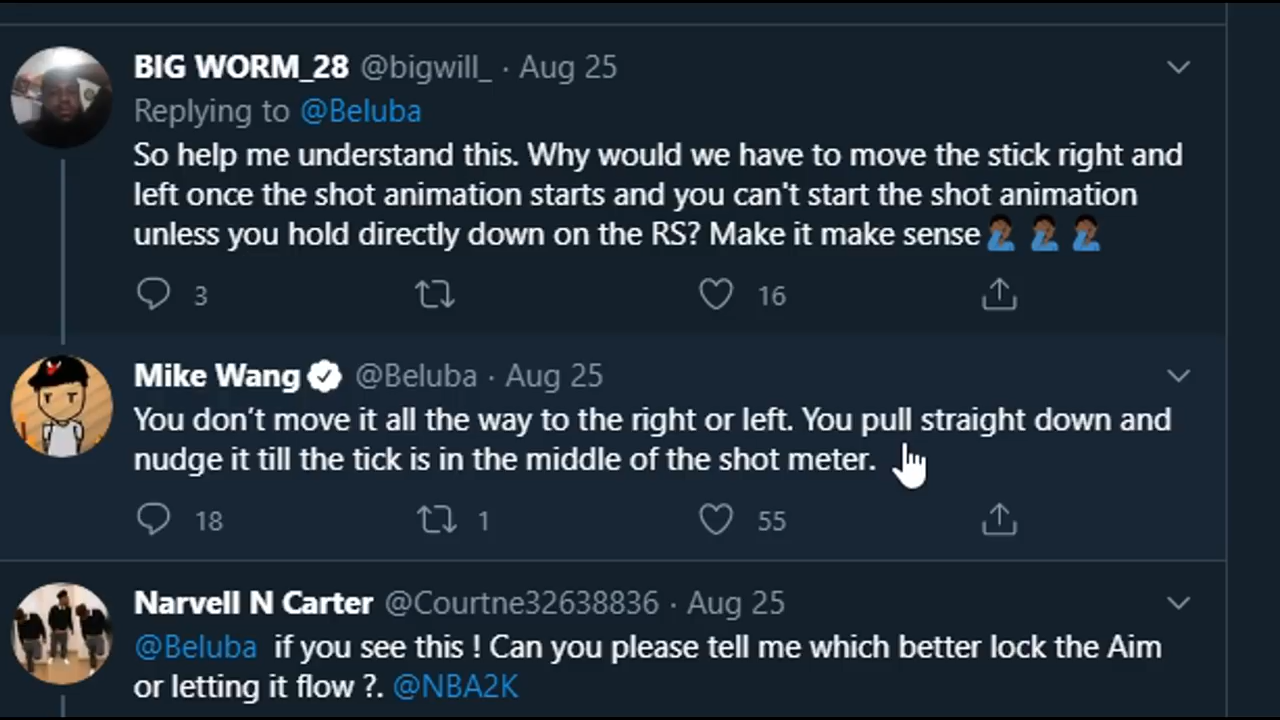 BIG WORM_28 @bigwill_ · Aug 25
Replying to @Beluba
So help me understand this. Why would we have to move the stick right and
left once the shot animation starts and you can't start the shot animation
unless you hold directly down on the RS? Make it make sense🤦🏾‍♂️🤦🏾‍♂️🤦🏾‍♂️
3 16
Mike Wang @Beluba · Aug 25
You don’t move it all the way to the right or left. You pull straight down and
nudge it till the tick is in the middle of the shot meter.
18 1 55
Narvell N Carter @Courtne32638836 · Aug 25
@Beluba if you see this ! Can you please tell me which better lock the Aim
or letting it flow ?. @NBA2K